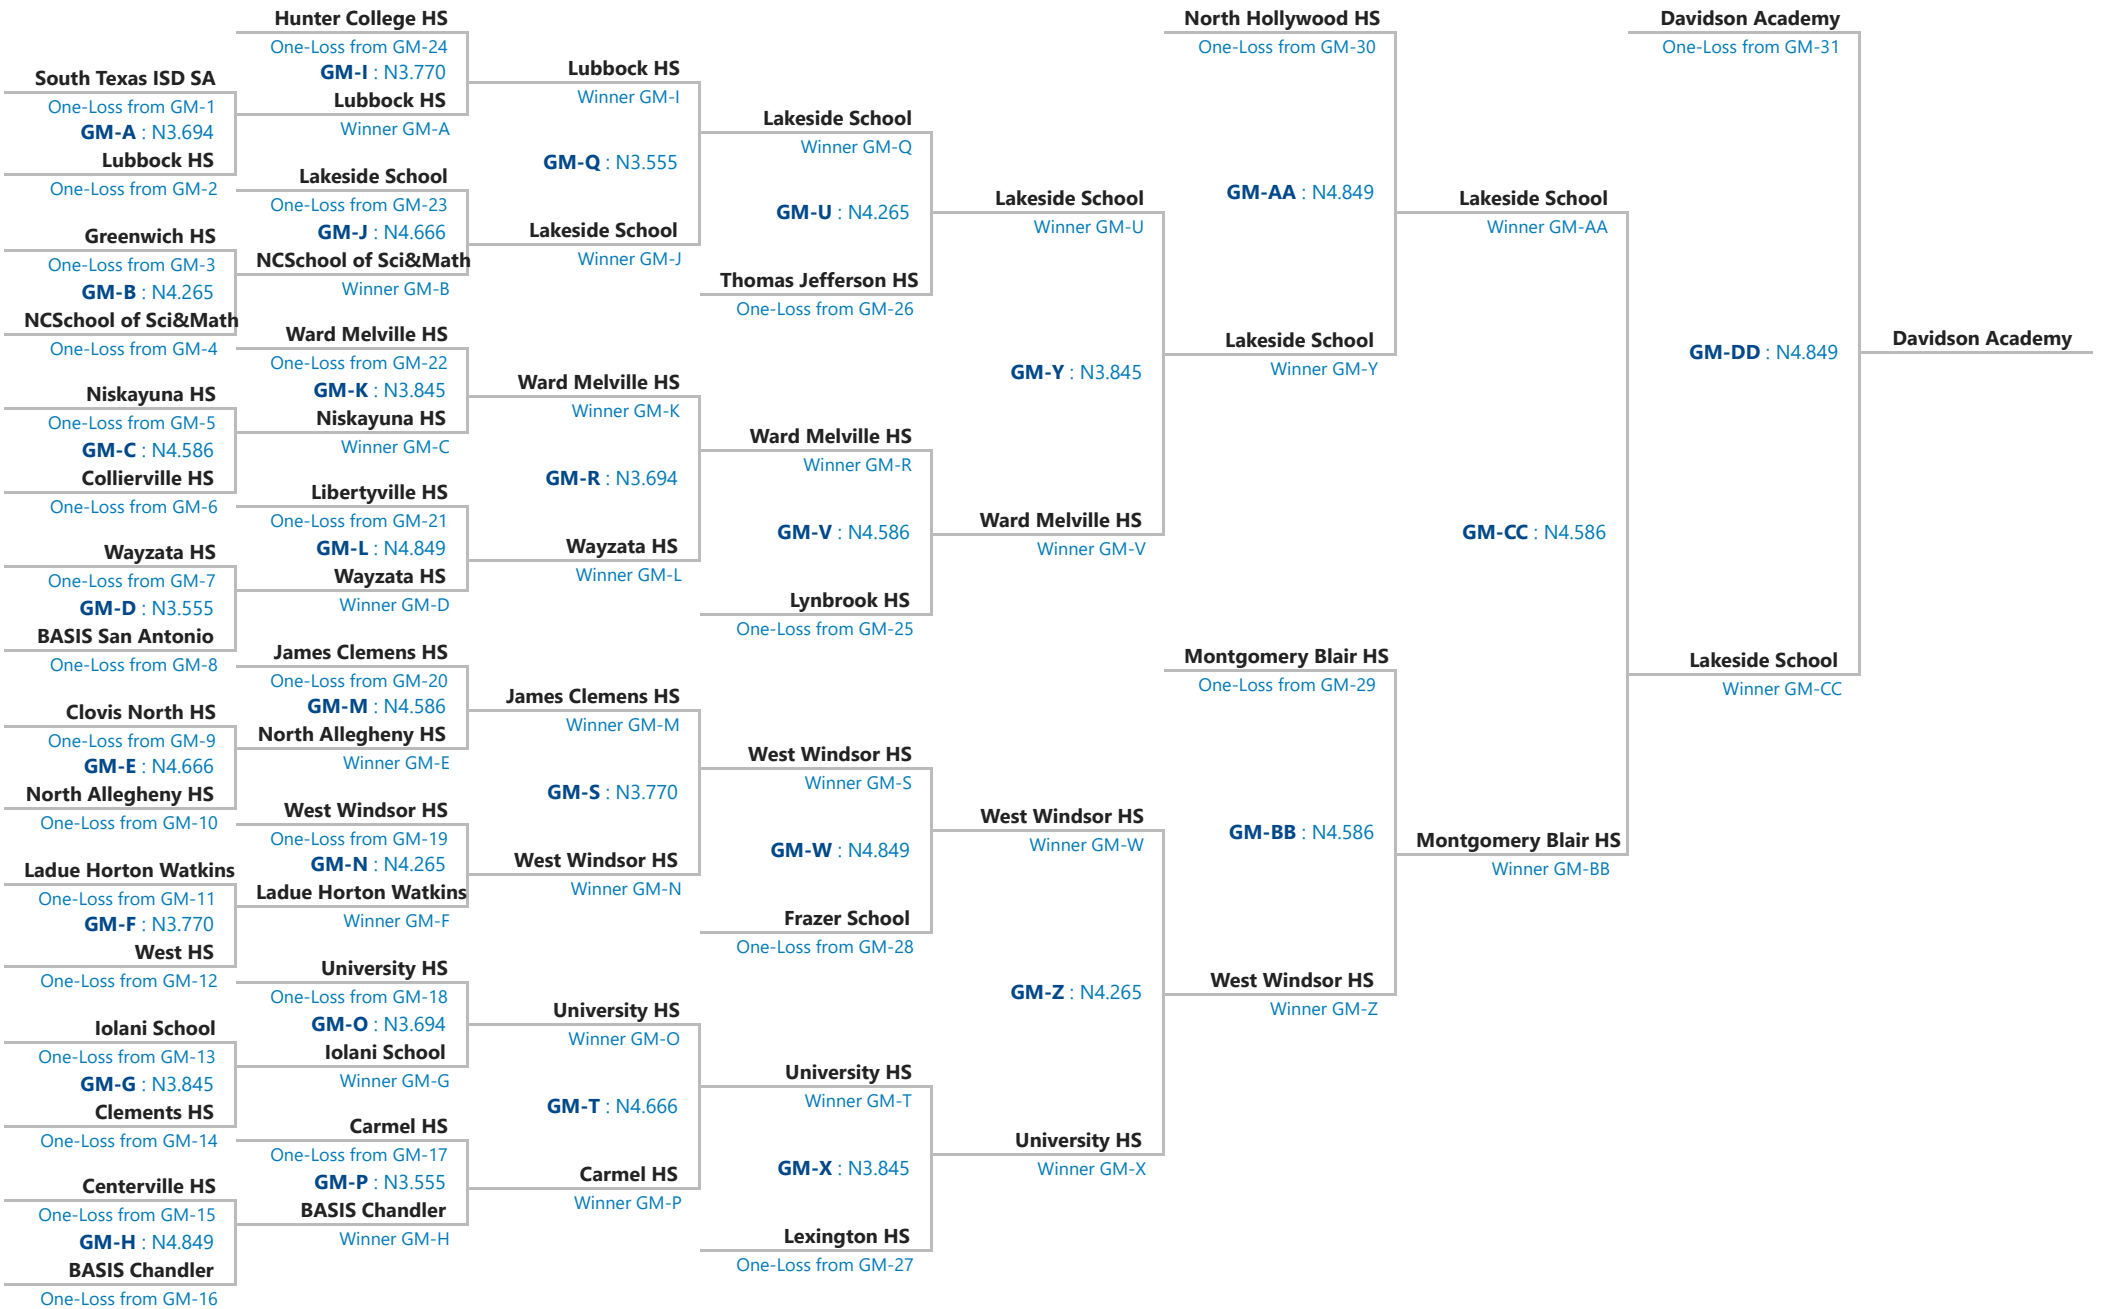 South Texas ISD SA
One-Loss from GM-1
GM-A : N3.694
Lubbock HS
One-Loss from GM-2
Greenwich HS
One-Loss from GM-3
GM-B : N4.265
NCSchool of Sci&Math
One-Loss from GM-4
Niskayuna HS
One-Loss from GM-5
GM-C : N4.586
Collierville HS
One-Loss from GM-6
Wayzata HS
One-Loss from GM-7
GM-D : N3.555
BASIS San Antonio
One-Loss from GM-8
Clovis North HS
One-Loss from GM-9
GM-E : N4.666
North Allegheny HS
One-Loss from GM-10
Ladue Horton Watkins
One-Loss from GM-11
GM-F : N3.770
West HS
One-Loss from GM-12
Iolani School
One-Loss from GM-13
GM-G : N3.845
Clements HS
One-Loss from GM-14
Centerville HS
One-Loss from GM-15
GM-H : N4.849
BASIS Chandler
One-Loss from GM-16
Hunter College HS
One-Loss from GM-24
GM-I : N3.770
Lubbock HS
Winner GM-A
Lakeside School
One-Loss from GM-23
GM-J : N4.666
NCSchool of Sci&Math
Winner GM-B
Ward Melville HS
One-Loss from GM-22
GM-K : N3.845
Niskayuna HS
Winner GM-C
Libertyville HS
One-Loss from GM-21
GM-L : N4.849
Wayzata HS
Winner GM-D
James Clemens HS
One-Loss from GM-20
GM-M : N4.586
North Allegheny HS
Winner GM-E
West Windsor HS
One-Loss from GM-19
GM-N : N4.265
Ladue Horton Watkins
Winner GM-F
University HS
One-Loss from GM-18
GM-O : N3.694
Iolani School
Winner GM-G
Carmel HS
One-Loss from GM-17
GM-P : N3.555
BASIS Chandler
Winner GM-H
Lubbock HS
Winner GM-I
GM-Q : N3.555
Lakeside School
Winner GM-J
Ward Melville HS
Winner GM-K
GM-R : N3.694
Wayzata HS
Winner GM-L
James Clemens HS
Winner GM-M
GM-S : N3.770
West Windsor HS
Winner GM-N
University HS
Winner GM-O
GM-T : N4.666
Carmel HS
Winner GM-P
Lakeside School
Winner GM-Q
GM-U : N4.265
Thomas Jefferson HS
One-Loss from GM-26
Ward Melville HS
Winner GM-R
GM-V : N4.586
Lynbrook HS
One-Loss from GM-25
West Windsor HS
Winner GM-S
GM-W : N4.849
Frazer School
One-Loss from GM-28
University HS
Winner GM-T
GM-X : N3.845
Lexington HS
One-Loss from GM-27
Lakeside School
Winner GM-U
GM-Y : N3.845
Ward Melville HS
Winner GM-V
West Windsor HS
Winner GM-W
GM-Z : N4.265
University HS
Winner GM-X
North Hollywood HS
One-Loss from GM-30
GM-AA : N4.849
Lakeside School
Winner GM-Y
Montgomery Blair HS
One-Loss from GM-29
GM-BB : N4.586
West Windsor HS
Winner GM-Z
Lakeside School
Winner GM-AA
GM-CC : N4.586
Montgomery Blair HS
Winner GM-BB
Davidson Academy
One-Loss from GM-31
GM-DD : N4.849
Lakeside School
Winner GM-CC
Davidson Academy